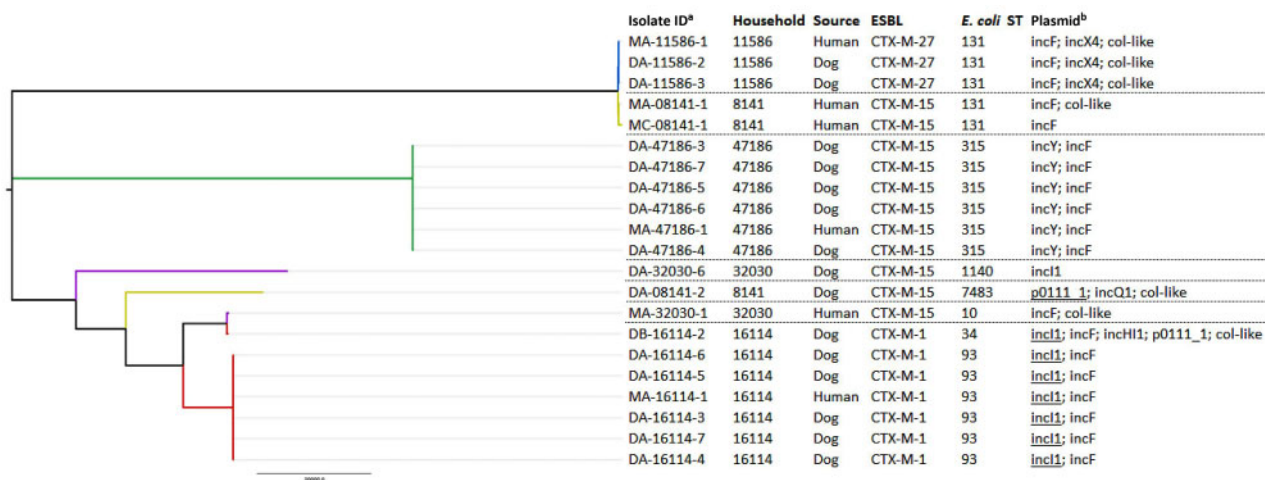 Isolate IDa Household Source ESBL E. coli ST Plasmidb
MA-11586-1 11586 Human CTX-M-27 131 incF; incX4; col-like
DA-11586-2 11586 Dog CTX-M-27 131 incF; incX4; col-like
DA-11586-3 11586 Dog CTX-M-27 131 incF; incX4; col-like
MA-08141-1 8141 Human CTX-M-15 131 incF; col-like
MC-08141-1 8141 Human CTX-M-15 131 incF
DA-47186-3 47186 Dog CTX-M-15 315 incY; incF
DA-47186-7 47186 Dog CTX-M-15 315 incY; incF
DA-47186-5 47186 Dog CTX-M-15 315 incY; incF
DA-47186-6 47186 Dog CTX-M-15 315 incY; incF
MA-47186-1 47186 Human CTX-M-15 315 incY; incF
DA-47186-4 47186 Dog CTX-M-15 315 incY; incF
DA-32030-6 32030 Dog CTX-M-15 1140 incI1
DA-08141-2 8141 Dog CTX-M-15 7483 p0111_1; incQ1; col-like
MA-32030-1 32030 Human CTX-M-15 10 incF; col-like
DB-16114-2 16114 Dog CTX-M-1 34 incI1; incF; incHI1; p0111_1; col-like
DA-16114-6 16114 Dog CTX-M-1 93 incI1; incF
DA-16114-5 16114 Dog CTX-M-1 93 incI1; incF
MA-16114-1 16114 Human CTX-M-1 93 incI1; incF
DA-16114-3 16114 Dog CTX-M-1 93 incI1; incF
DA-16114-7 16114 Dog CTX-M-1 93 incI1; incF
DA-16114-4 16114 Dog CTX-M-1 93 incI1; incF